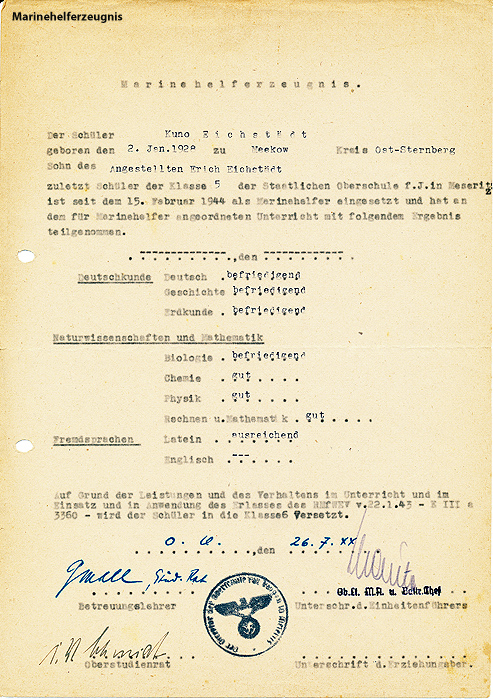 Marinehelferzeugnis
Marinehelferzeugnis.
Der Schüler Kuno Eichstädt
geboren den 2. Jan.1928 zu Meekow Kreis Ost-Sternberg
Sohn des Angestellten Erich Eichstädt
zuletzt Schüler der Klasse 5 der Staatlichen Oberschule f.J.in Meseritz
ist seit dem 15. Februar 1944 als Marinehelfer eingesetzt und hat an
dem für Marinehelfer angeordneten Unterricht mit folgendem Ergebnis
teilgenommen.
,den
Deutschkunde Deutsch . befriedigend
Geschichte befriedigend
Erdkunde . befriedigend
Naturwissenschaften und Mathematik
Biologie . befriedigend
Chemie . gut
Physik . gut
Rechnen u.Mathematik . gut
Fremdsprachen Latein . ausreichend
Englisch . ---
Auf Grund der Leistungen und des Verhaltens im Unterricht und im
Einsatz und in Anwendung des Erlasses des RMfWEV v.22.1.43 - E III a
3360 - wird der Schüler in die Klasse6 versetzt.
O. U. ,den 26.7.XX
, Stud. Rat
Ob.Lt. M.A. u. Battr.Chef
Betreuungslehrer Unterschr.d.Einheitenführers
Oberstudienrat Unterschrift d.Erziehungsber.